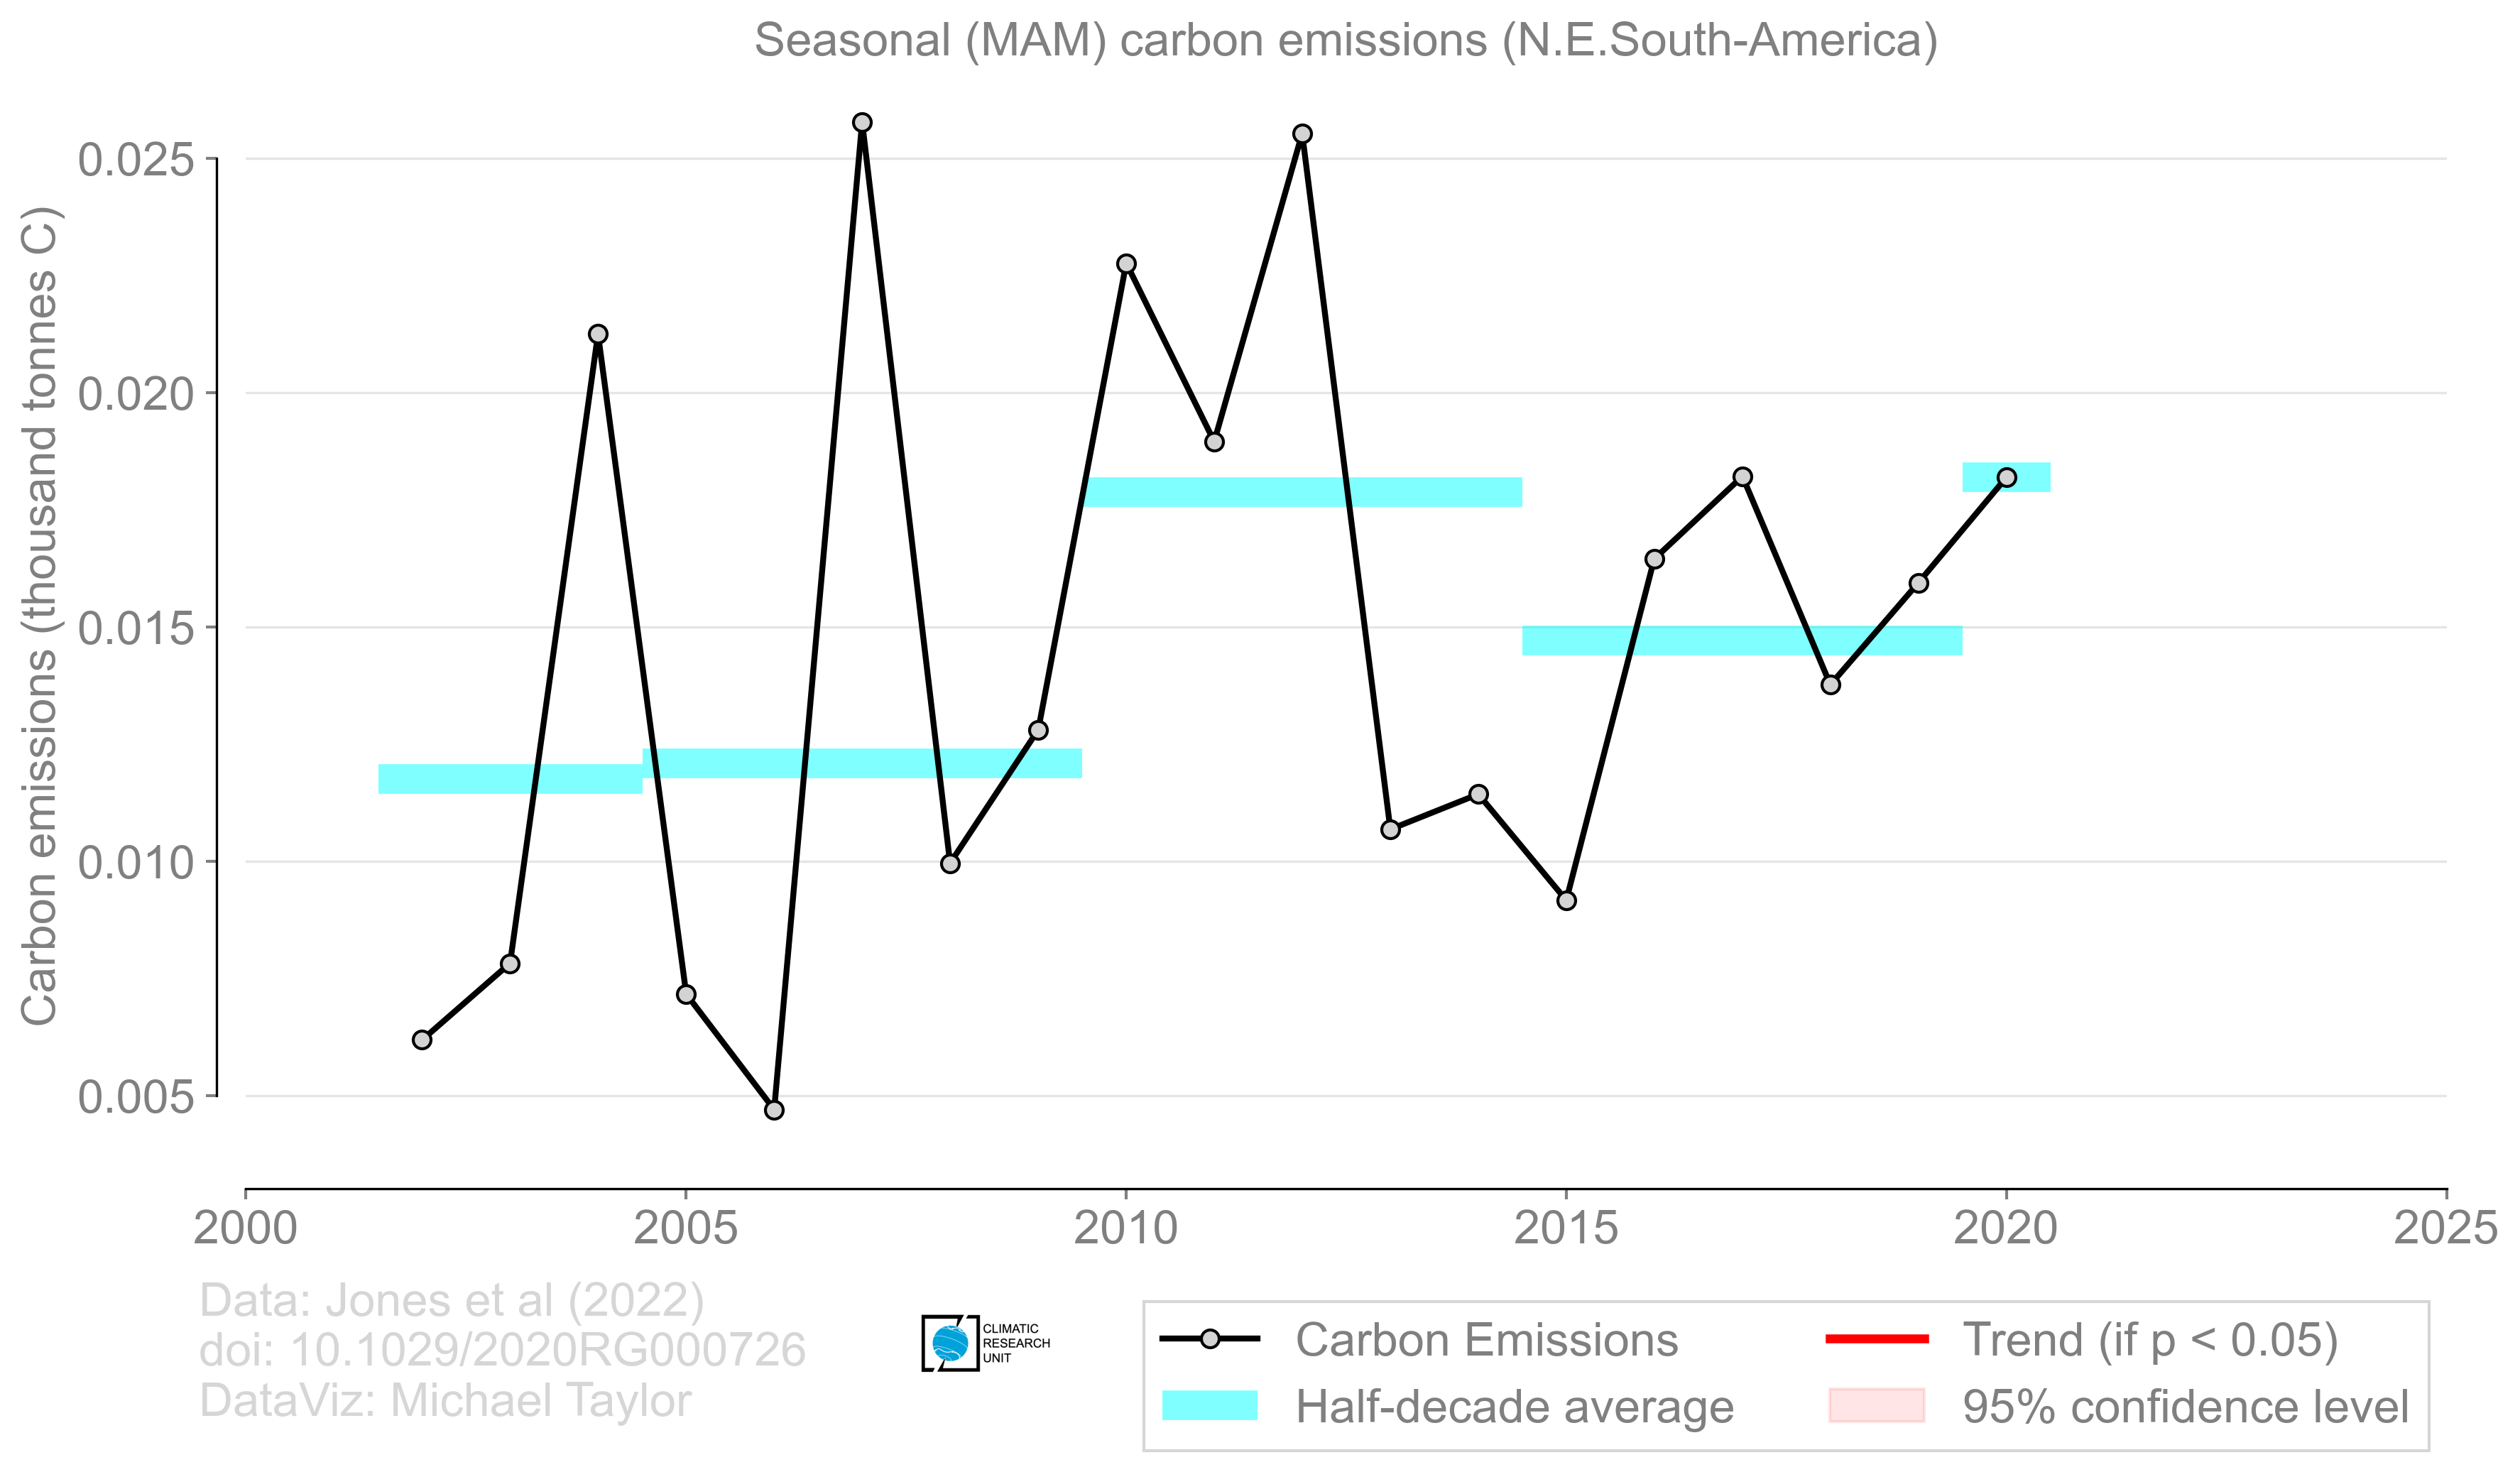 Seasonal (MAM) carbon emissions (N.E.South-America)
Carbon emissions (thousand tonnes C)
0.025
0.020
0.015
0.010
0.005
2000
2005
2010
2015
2020
2025
Data: Jones et al (2022)
doi: 10.1029/2020RG000726
DataViz: Michael Taylor
CLIMATIC
RESEARCH
UNIT
Carbon Emissions
Half-decade average
Trend (if p < 0.05)
95% confidence level